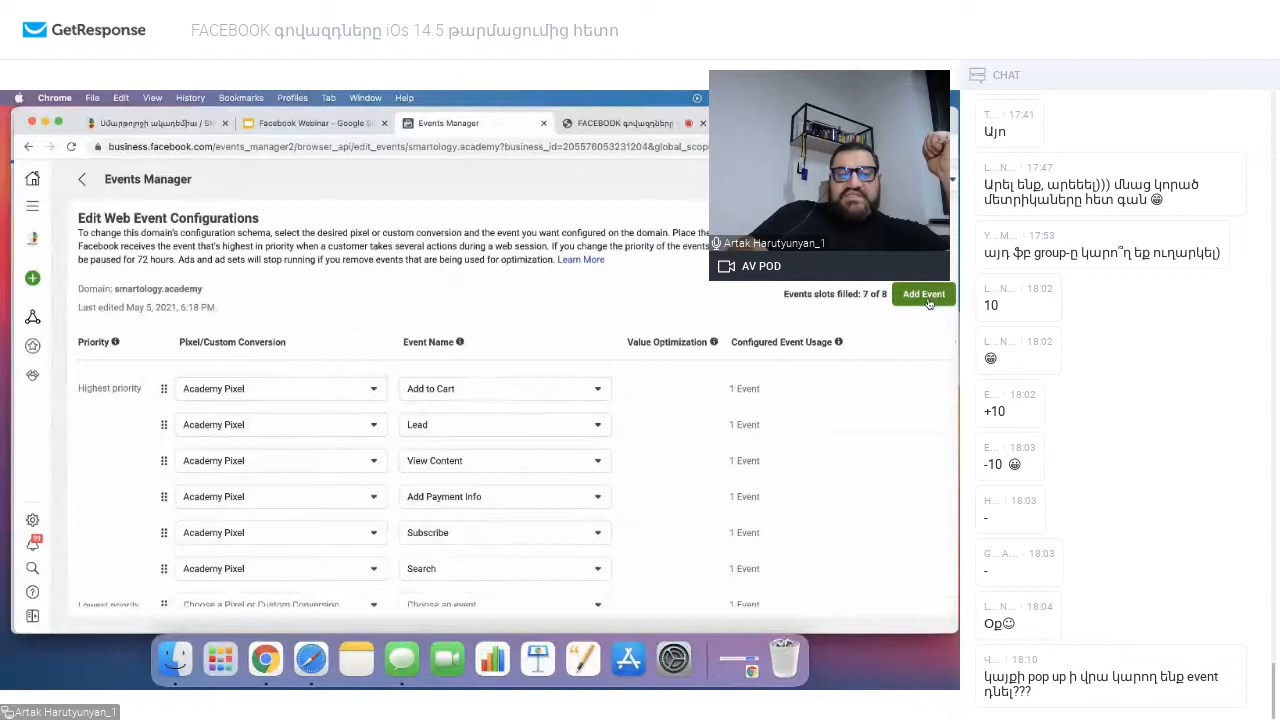 GetResponse
FACEBOOK գովազդները iOs 14.5 թարմացումից հետո
CHAT
Chrome File Edit View History Bookmarks Profiles Tab Window Help
Սմարթոլոջի ակադեմիա / SM
Facebook Webinar – Google Sl
Events Manager
FACEBOOK գովազդները
business.facebook.com/events_manager2/browser_api/edit_events/smartology.academy?business_id=205576053231204&global_scop
Events Manager
Edit Web Event Configurations
To change this domain's configuration schema, select the desired pixel or custom conversion and the event you want configured on the domain. Place the
Facebook receives the event that's highest in priority when a customer takes several actions during a web session. If you change the priority of the events
be paused for 72 hours. Ads and ad sets will stop running if you remove events that are being used for optimization. Learn More
Domain: smartology.academy
Last edited May 5, 2021, 6:18 PM.
Events slots filled: 7 of 8
Add Event
Priority Pixel/Custom Conversion Event Name Value Optimization Configured Event Usage
Highest priority Academy Pixel Add to Cart 1 Event
Academy Pixel Lead 1 Event
Academy Pixel View Content 1 Event
Academy Pixel Add Payment Info 1 Event
Academy Pixel Subscribe 1 Event
Academy Pixel Search 1 Event
Lowest priority Choose a Pixel or Custom Conversion Choose an event 1 Event
99
Artak Harutyunyan_1
AV POD
Artak Harutyunyan_1
T... 17:41
Այո
L... N... 17:47
Արել ենք, արեեել))) մնաց կորած
մետրիկաները հետ գան 😁
Y... M... 17:53
այդ ֆբ group-ը կարո՞ղ եք ուղարկել)
L... N... 18:02
10
L... N... 18:02
😁
E... 18:02
+10
E... 18:03
-10 😀
H... 18:03
-
G... A... 18:03
-
L... N... 18:04
Օք☺
Վ... 18:10
կայքի pop up ի վրա կարող ենք event
դնել???